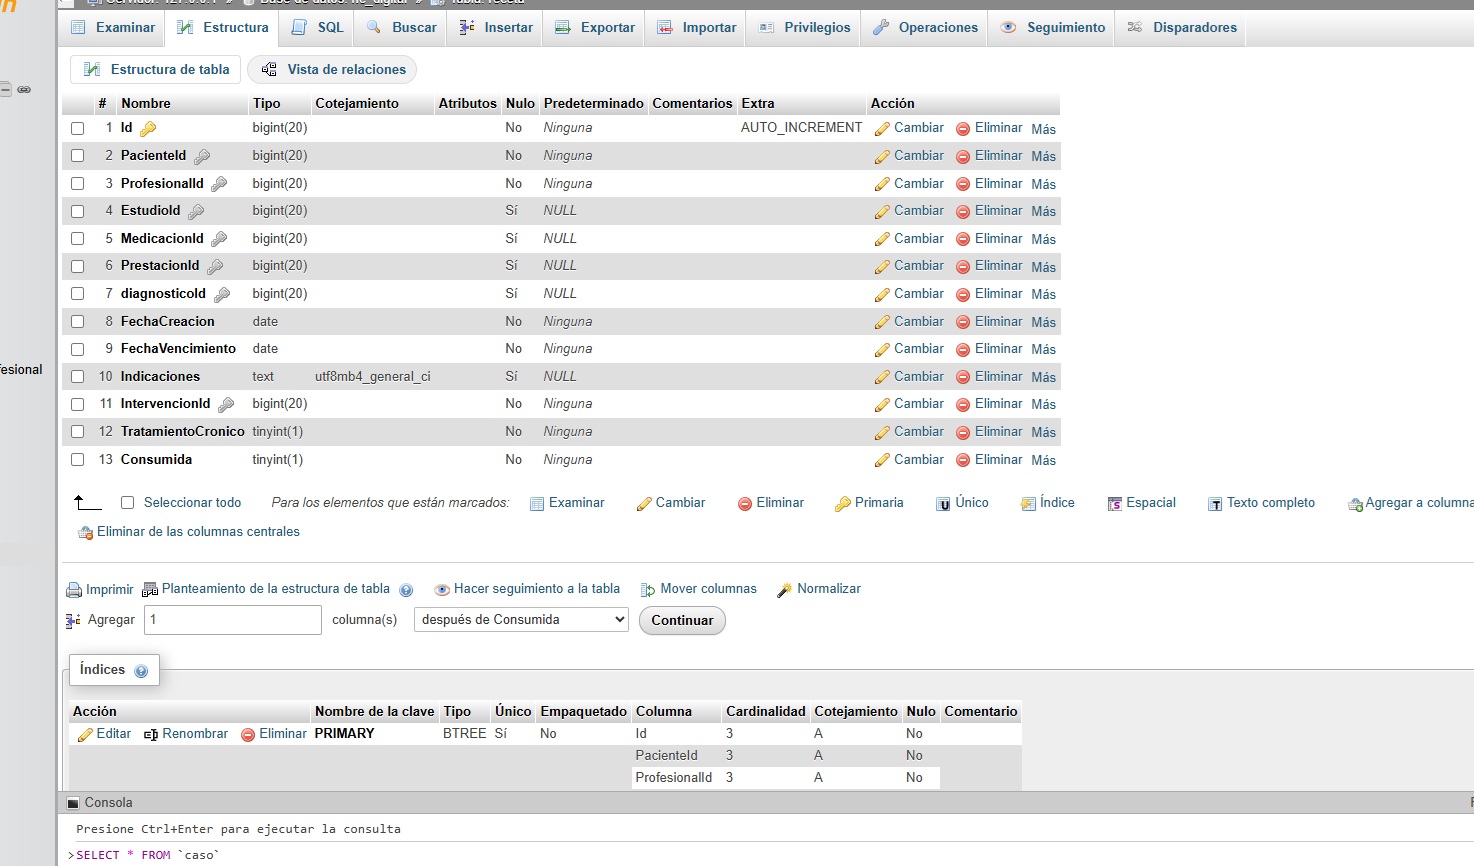 Servidor: 127.0.0.1 » Base de datos: hc_digital » Tabla: receta
Examinar Estructura SQL Buscar Insertar Exportar Importar Privilegios Operaciones Seguimiento Disparadores
Estructura de tabla Vista de relaciones
# Nombre Tipo Cotejamiento Atributos Nulo Predeterminado Comentarios Extra Acción
1 Id bigint(20) No Ninguna AUTO_INCREMENT Cambiar Eliminar Más
2 PacienteId bigint(20) No Ninguna Cambiar Eliminar Más
3 ProfesionalId bigint(20) No Ninguna Cambiar Eliminar Más
4 EstudioId bigint(20) Sí NULL Cambiar Eliminar Más
5 MedicacionId bigint(20) Sí NULL Cambiar Eliminar Más
6 PrestacionId bigint(20) Sí NULL Cambiar Eliminar Más
7 diagnosticoId bigint(20) Sí NULL Cambiar Eliminar Más
8 FechaCreacion date No Ninguna Cambiar Eliminar Más
9 FechaVencimiento date No Ninguna Cambiar Eliminar Más
esional
10 Indicaciones text utf8mb4_general_ci Sí NULL Cambiar Eliminar Más
11 IntervencionId bigint(20) No Ninguna Cambiar Eliminar Más
12 TratamientoCronico tinyint(1) No Ninguna Cambiar Eliminar Más
13 Consumida tinyint(1) No Ninguna Cambiar Eliminar Más
Seleccionar todo Para los elementos que están marcados: Examinar Cambiar Eliminar Primaria Único Índice Espacial Texto completo Agregar a columna
Eliminar de las columnas centrales
Imprimir Planteamiento de la estructura de tabla Hacer seguimiento a la tabla Mover columnas Normalizar
Agregar 1 columna(s) después de Consumida Continuar
Índices
Acción Nombre de la clave Tipo Único Empaquetado Columna Cardinalidad Cotejamiento Nulo Comentario
Editar Renombrar Eliminar PRIMARY BTREE Sí No Id 3 A No
PacienteId 3 A No
ProfesionalId 3 A No
Consola
Presione Ctrl+Enter para ejecutar la consulta
>SELECT * FROM `caso`